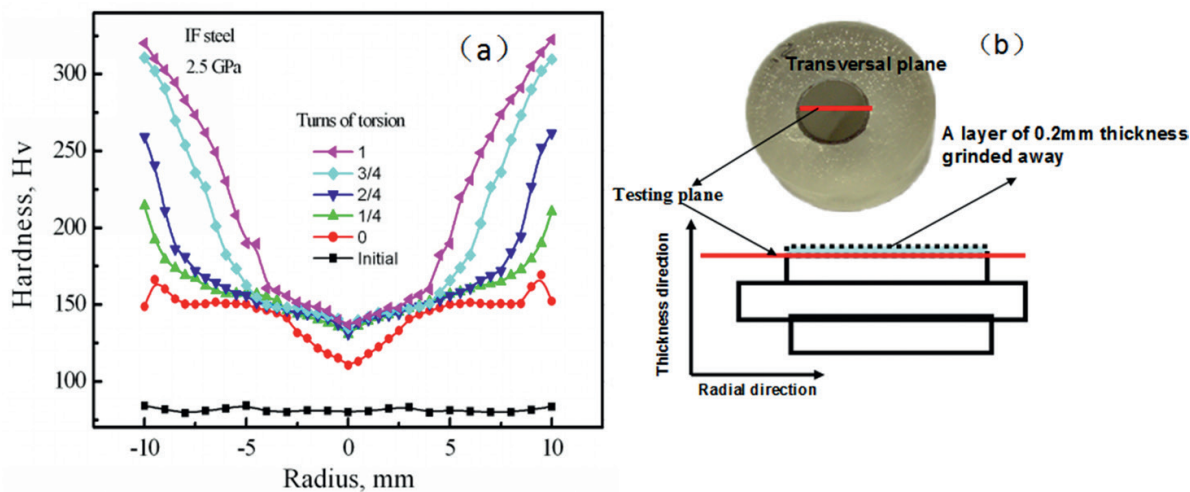 IF steel
2.5 GPa
(a)
Turns of torsion
1
3/4
2/4
1/4
0
Initial
300
250
200
150
100
-10
-5
0
5
10
Hardness, Hv
Radius, mm
(b)
Transversal plane
A layer of 0.2mm thickness
grinded away
Testing plane
Thickness direction
Radial direction